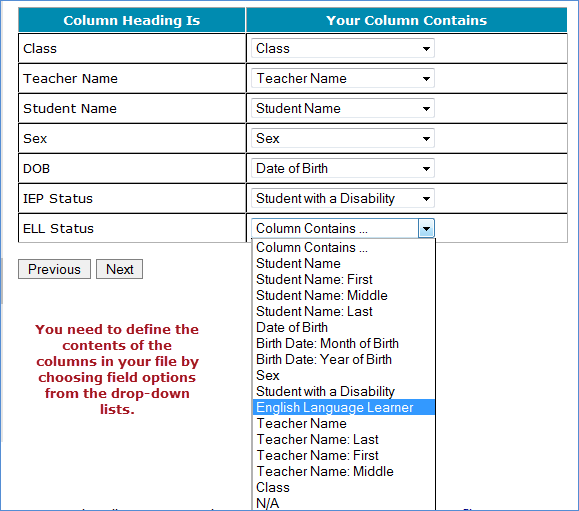 Column Heading Is Your Column Contains
Class Class
Teacher Name Teacher Name
Student Name Student Name
Sex Sex
DOB Date of Birth
IEP Status Student with a Disability
ELL Status Column Contains ...
Column Contains ...
Student Name
Student Name: First
Student Name: Middle
Student Name: Last
Date of Birth
Birth Date: Month of Birth
Birth Date: Year of Birth
Sex
Student with a Disability
English Language Learner
Teacher Name
Teacher Name: Last
Teacher Name: First
Teacher Name: Middle
Class
N/A
Previous Next
You need to define the
contents of the
columns in your file by
choosing field options
from the drop-down
lists.